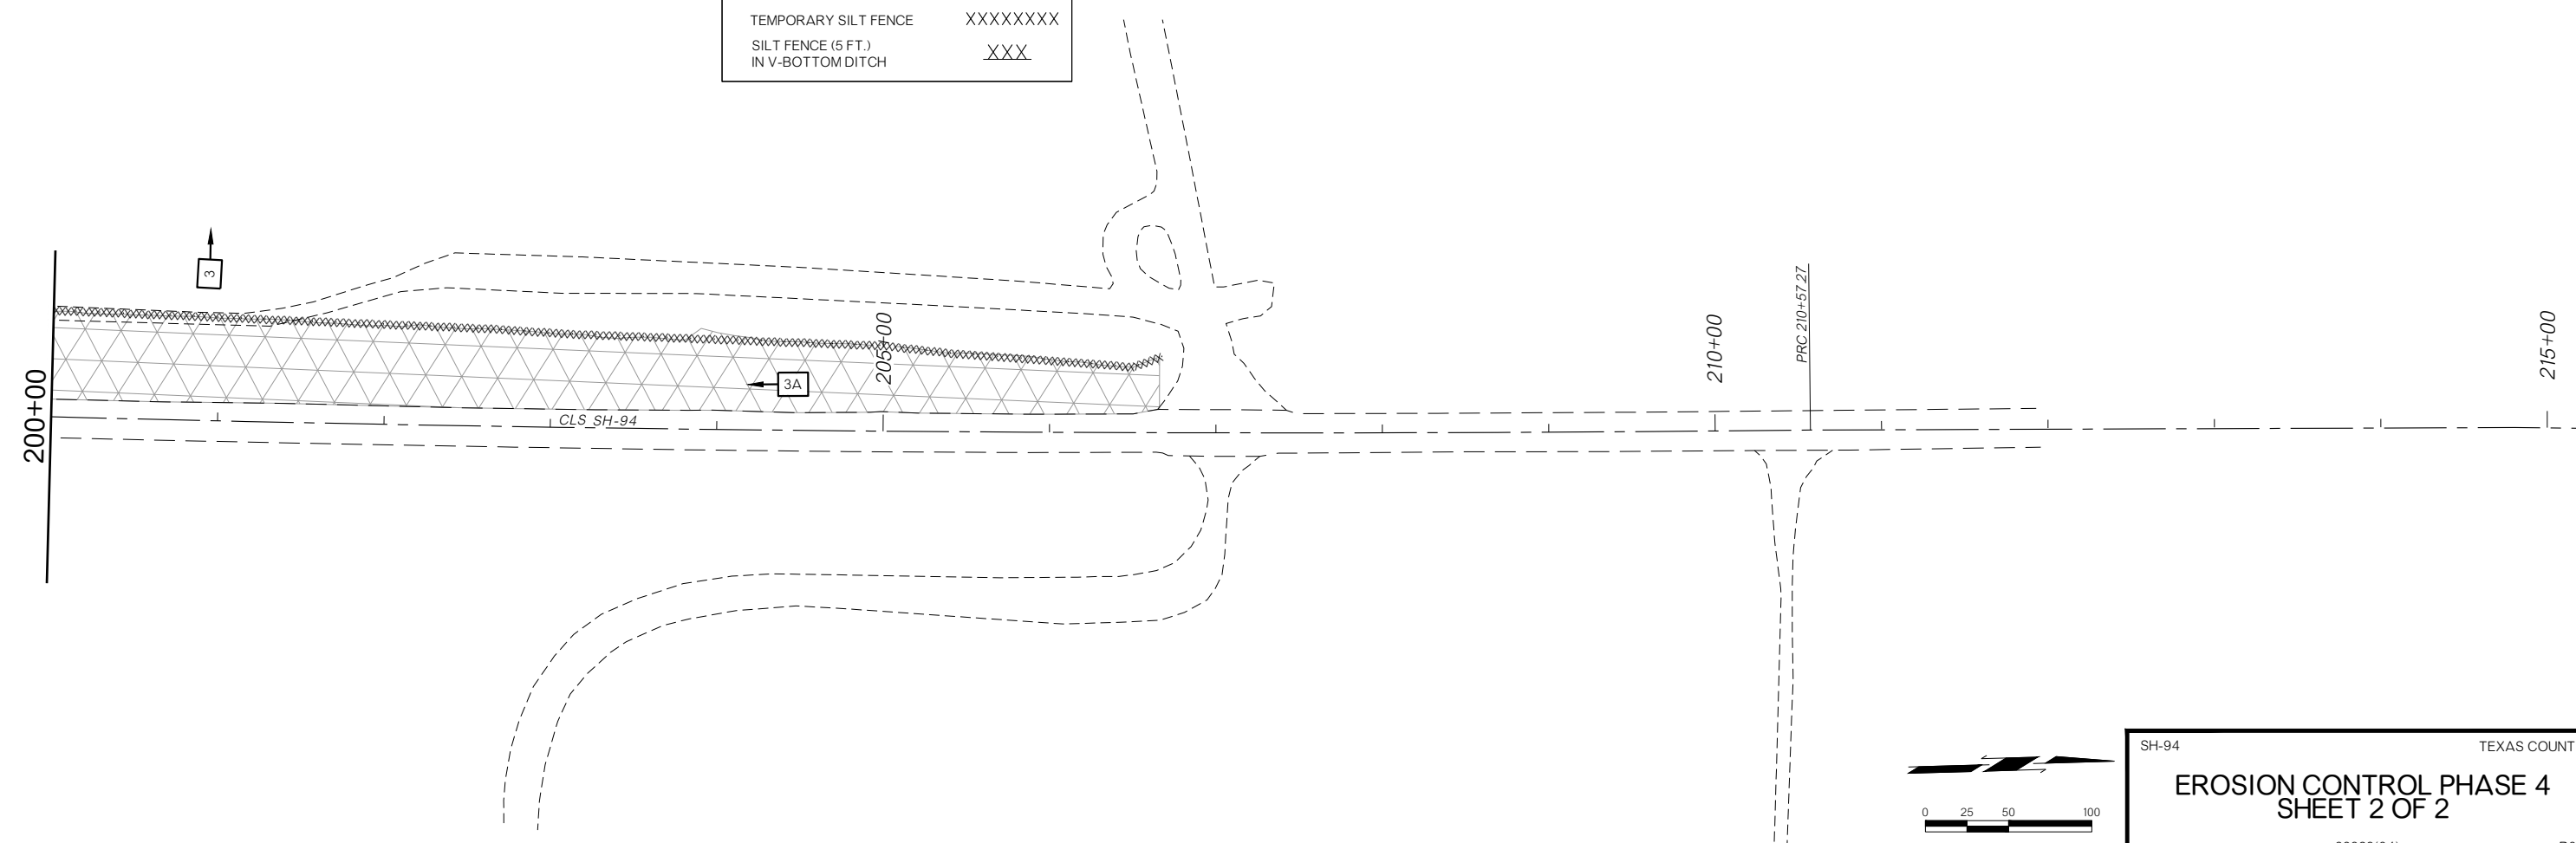 TEMPORARY SILT FENCE XXXXXXXX
SILT FENCE (5 FT.)
IN V-BOTTOM DITCH XXX
3
200+00
205+00
3A
CLS SH-94
210+00
PRC 210+57.27
215+00
0 25 50 100
SH-94 TEXAS COUNT
EROSION CONTROL PHASE 4
SHEET 2 OF 2